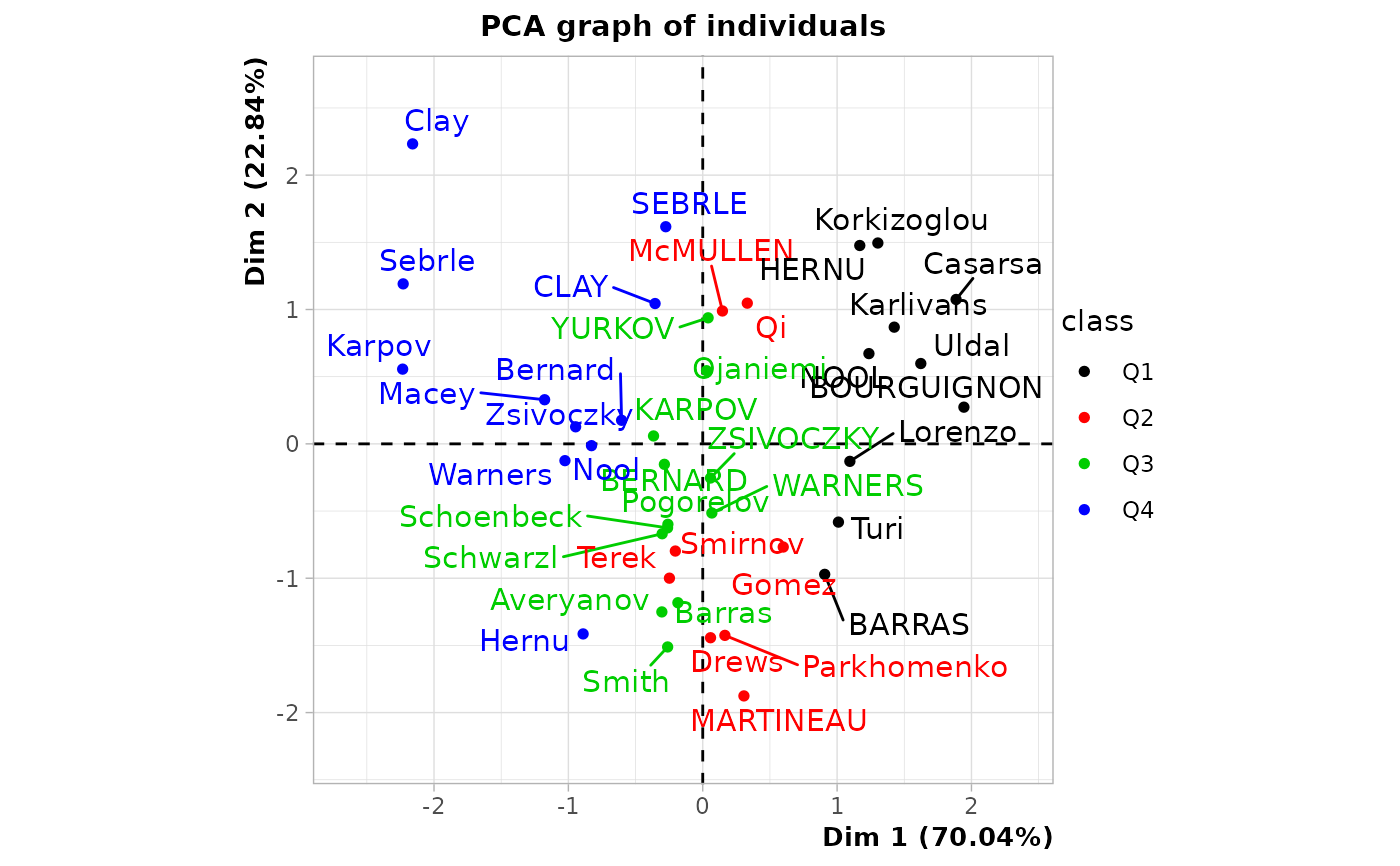 PCA graph of individuals
Dim 2 (22.84%)
Clay
2
SEBRLE
Korkizoglou
McMULLEN
Sebrle
HERNU
Casarsa
CLAY
1
Karlivans
class
YURKOV
Qi
Karpov
Uldal
Bernard
Ojaniemi
Q1
NOOL
BOURGUIGNON
Macey
Zsivoczky
KARPOV
Q2
ZSIVOCZKY
Lorenzo
0
Q3
Warners
Nool
BERNARD
WARNERS
Pogorelov
Q4
Schoenbeck
Turi
Smirnov
Schwarzl
Terek
-1
Gomez
Averyanov
Barras
BARRAS
Hernu
Drews
Parkhomenko
Smith
-2
MARTINEAU
-2 -1 0 1 2
Dim 1 (70.04%)